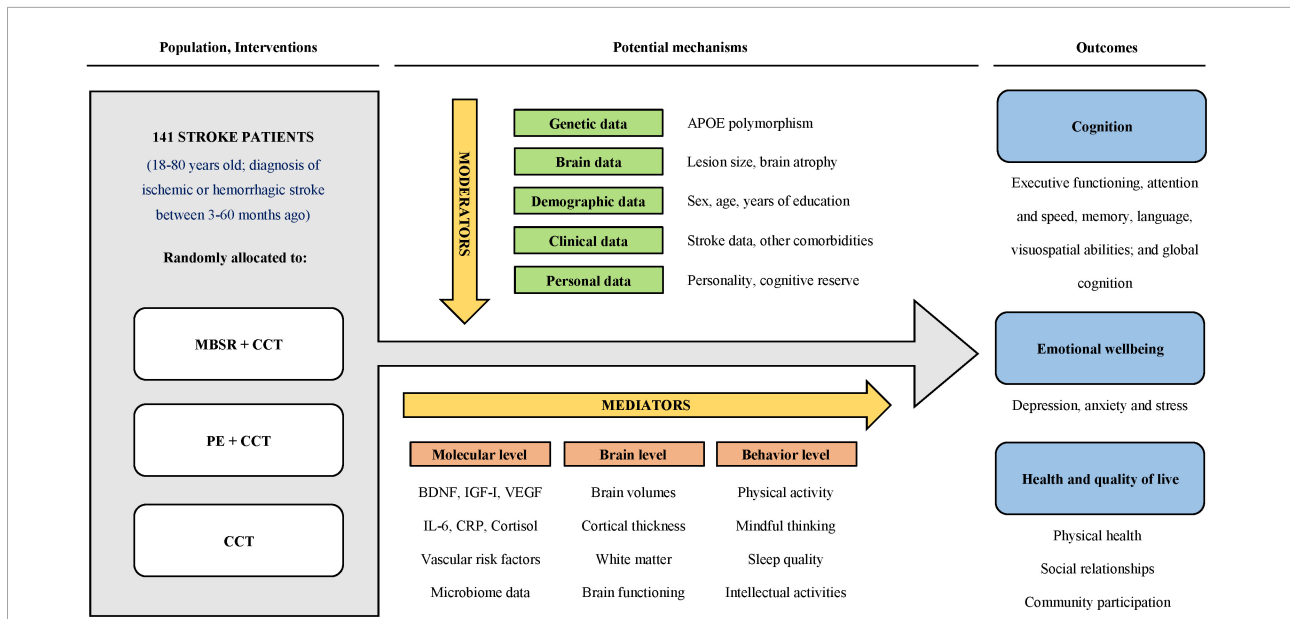 Population, Interventions
Potential mechanisms
Outcomes
141 STROKE PATIENTS
(18-80 years old; diagnosis of
ischemic or hemorrhagic stroke
between 3-60 months ago)
Randomly allocated to:
MBSR + CCT
PE + CCT
CCT
MODERATORS
Genetic data
APOE polymorphism
Brain data
Lesion size, brain atrophy
Demographic data
Sex, age, years of education
Clinical data
Stroke data, other comorbidities
Personal data
Personality, cognitive reserve
MEDIATORS
Molecular level
BDNF, IGF-I, VEGF
IL-6, CRP, Cortisol
Vascular risk factors
Microbiome data
Brain level
Brain volumes
Cortical thickness
White matter
Brain functioning
Behavior level
Physical activity
Mindful thinking
Sleep quality
Intellectual activities
Cognition
Executive functioning, attention
and speed, memory, language,
visuospatial abilities; and global
cognition
Emotional wellbeing
Depression, anxiety and stress
Health and quality of live
Physical health
Social relationships
Community participation